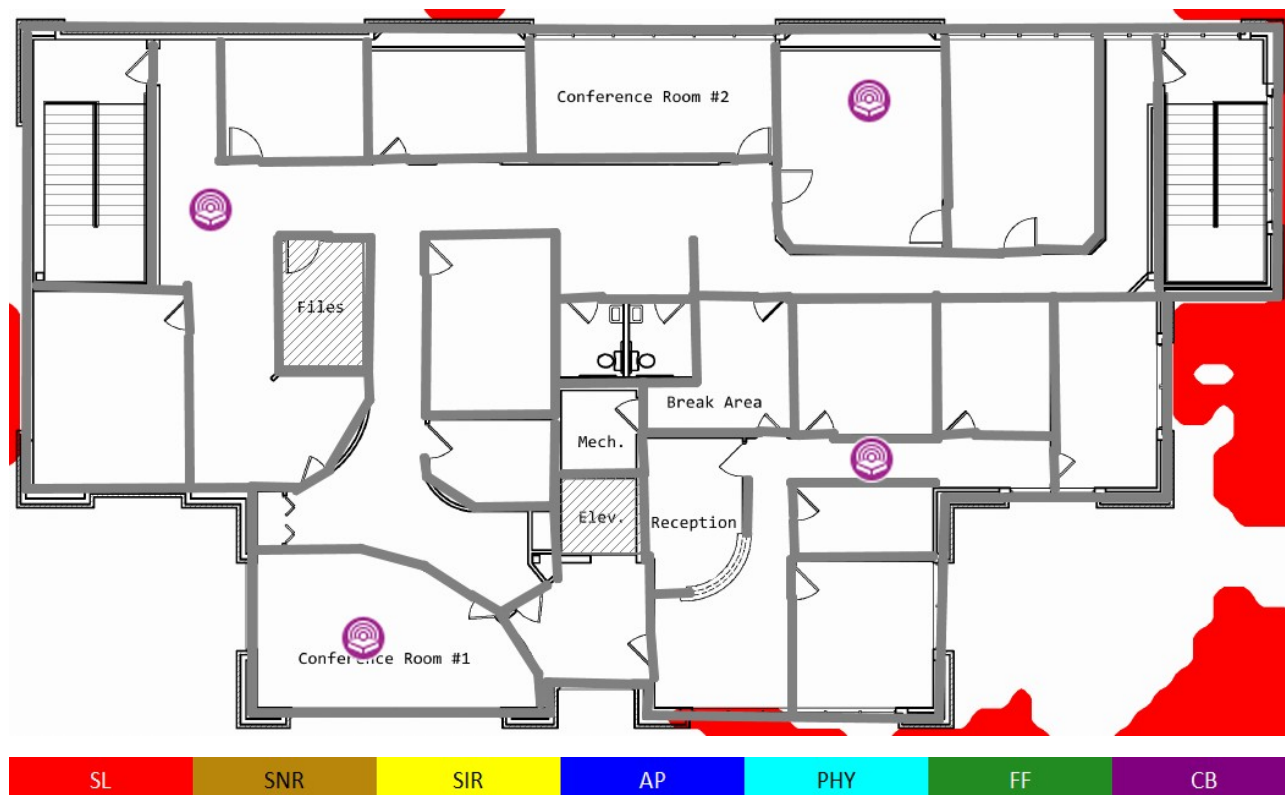 Conference Room #2
Files
Break Area
Mech.
Elev.
Reception
Conference Room #1
SL SNR SIR AP PHY FF CB